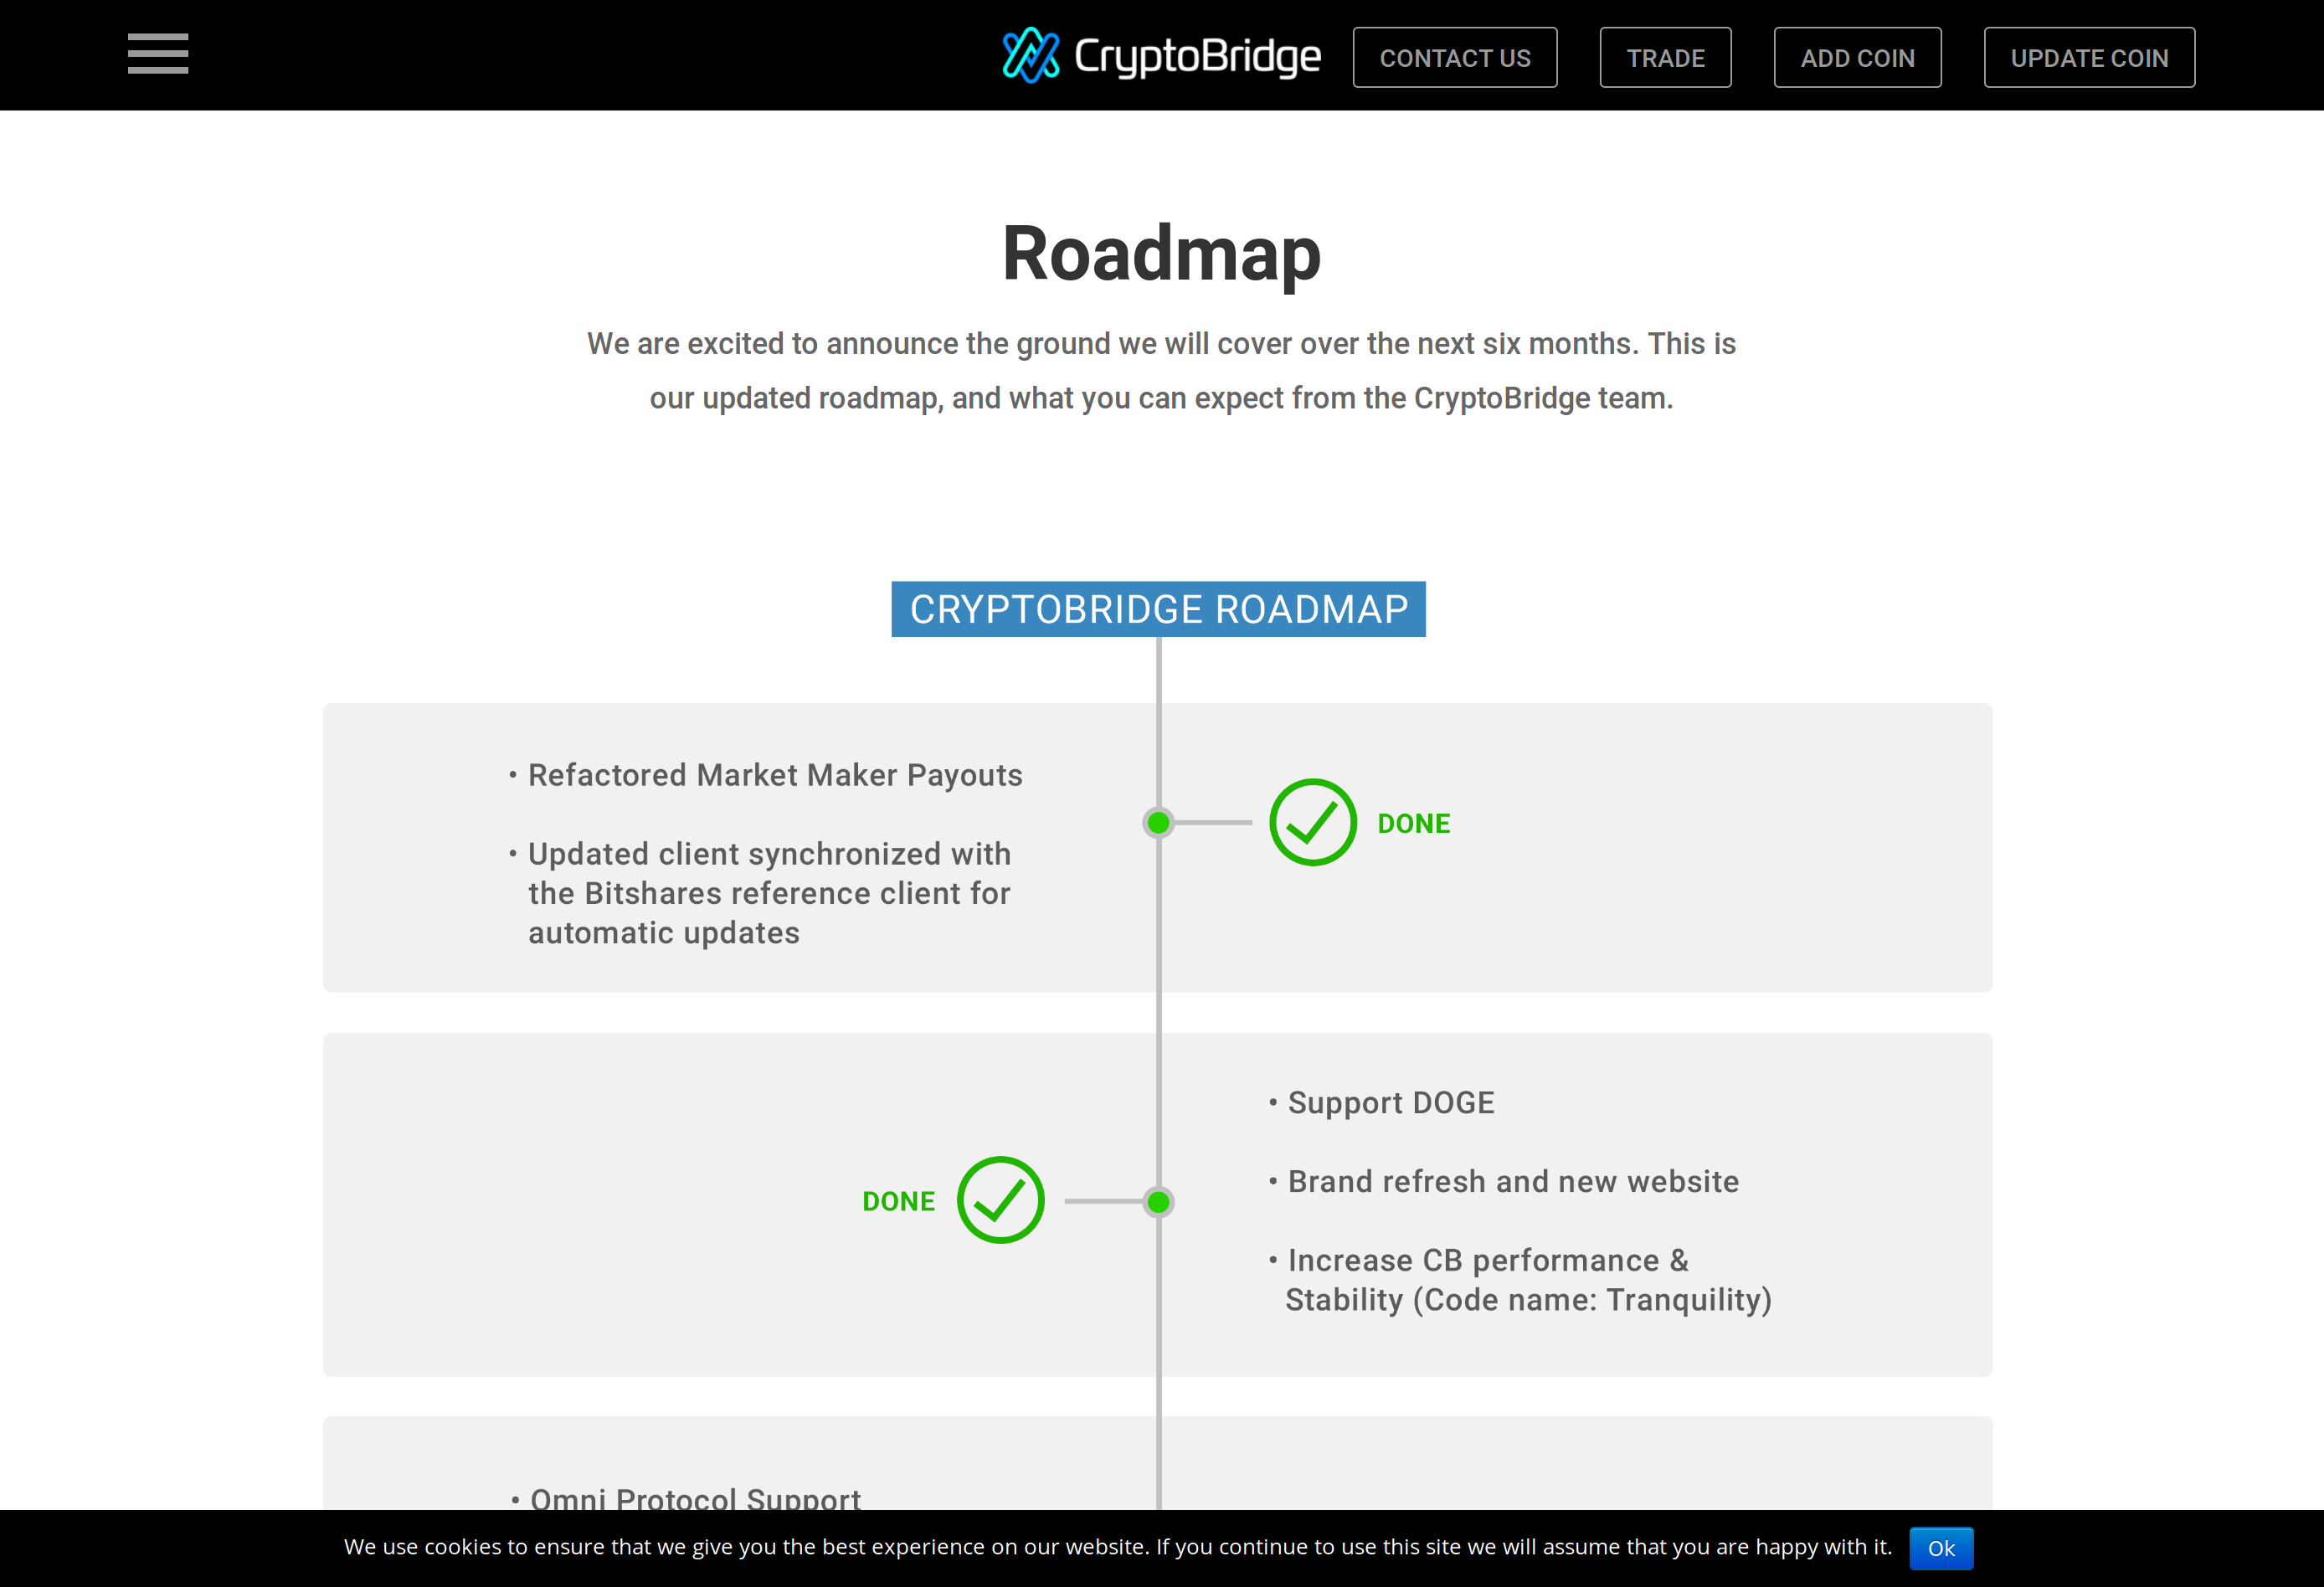 CryptoBridge
CONTACT US
TRADE
ADD COIN
UPDATE COIN
Roadmap
We are excited to announce the ground we will cover over the next six months. This is
our updated roadmap, and what you can expect from the CryptoBridge team.
CRYPTOBRIDGE ROADMAP
• Refactored Market Maker Payouts
• Updated client synchronized with
the Bitshares reference client for
automatic updates
DONE
• Support DOGE
• Brand refresh and new website
• Increase CB performance &
Stability (Code name: Tranquility)
DONE
• Omni Protocol Support
We use cookies to ensure that we give you the best experience on our website. If you continue to use this site we will assume that you are happy with it.
Ok